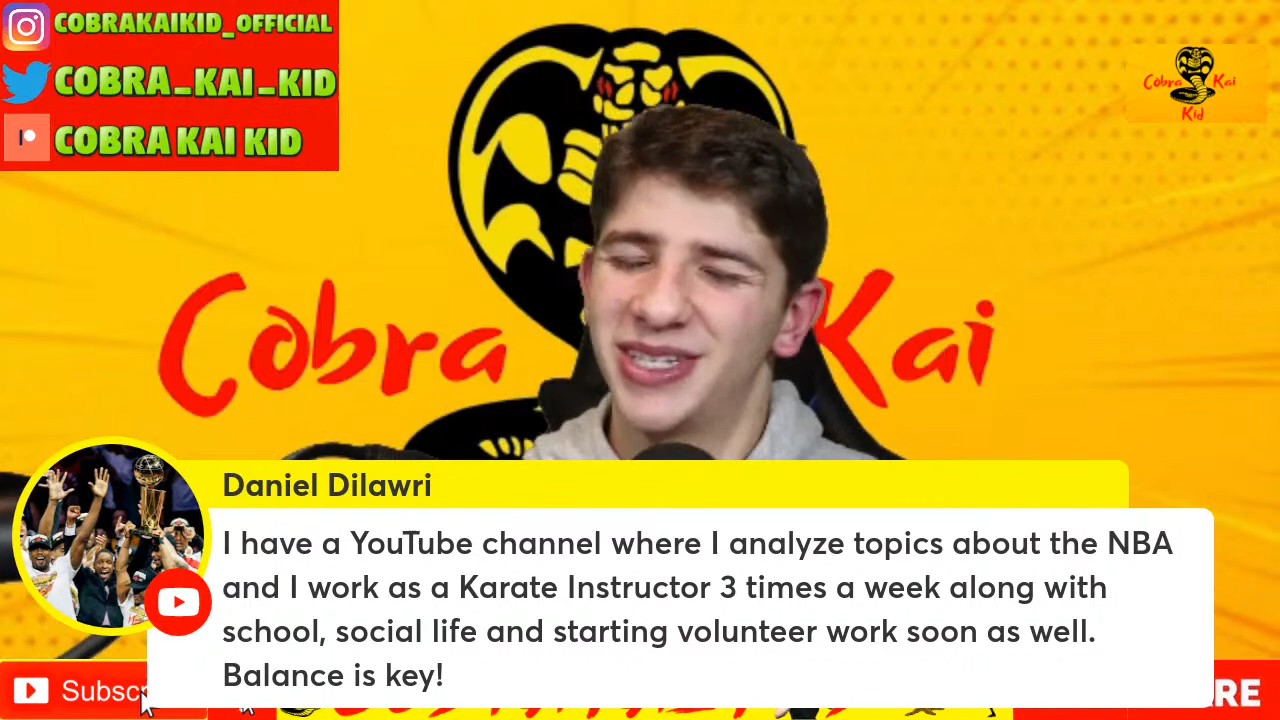 COBRAKAIKID_OFFICIAL
COBRA_KAI_KID
COBRA KAI KID
Cobra Kai
Kid
Cobra Kai
Daniel Dilawri
I have a YouTube channel where I analyze topics about the NBA
and I work as a Karate Instructor 3 times a week along with
school, social life and starting volunteer work soon as well.
Balance is key!
Subsc
RE